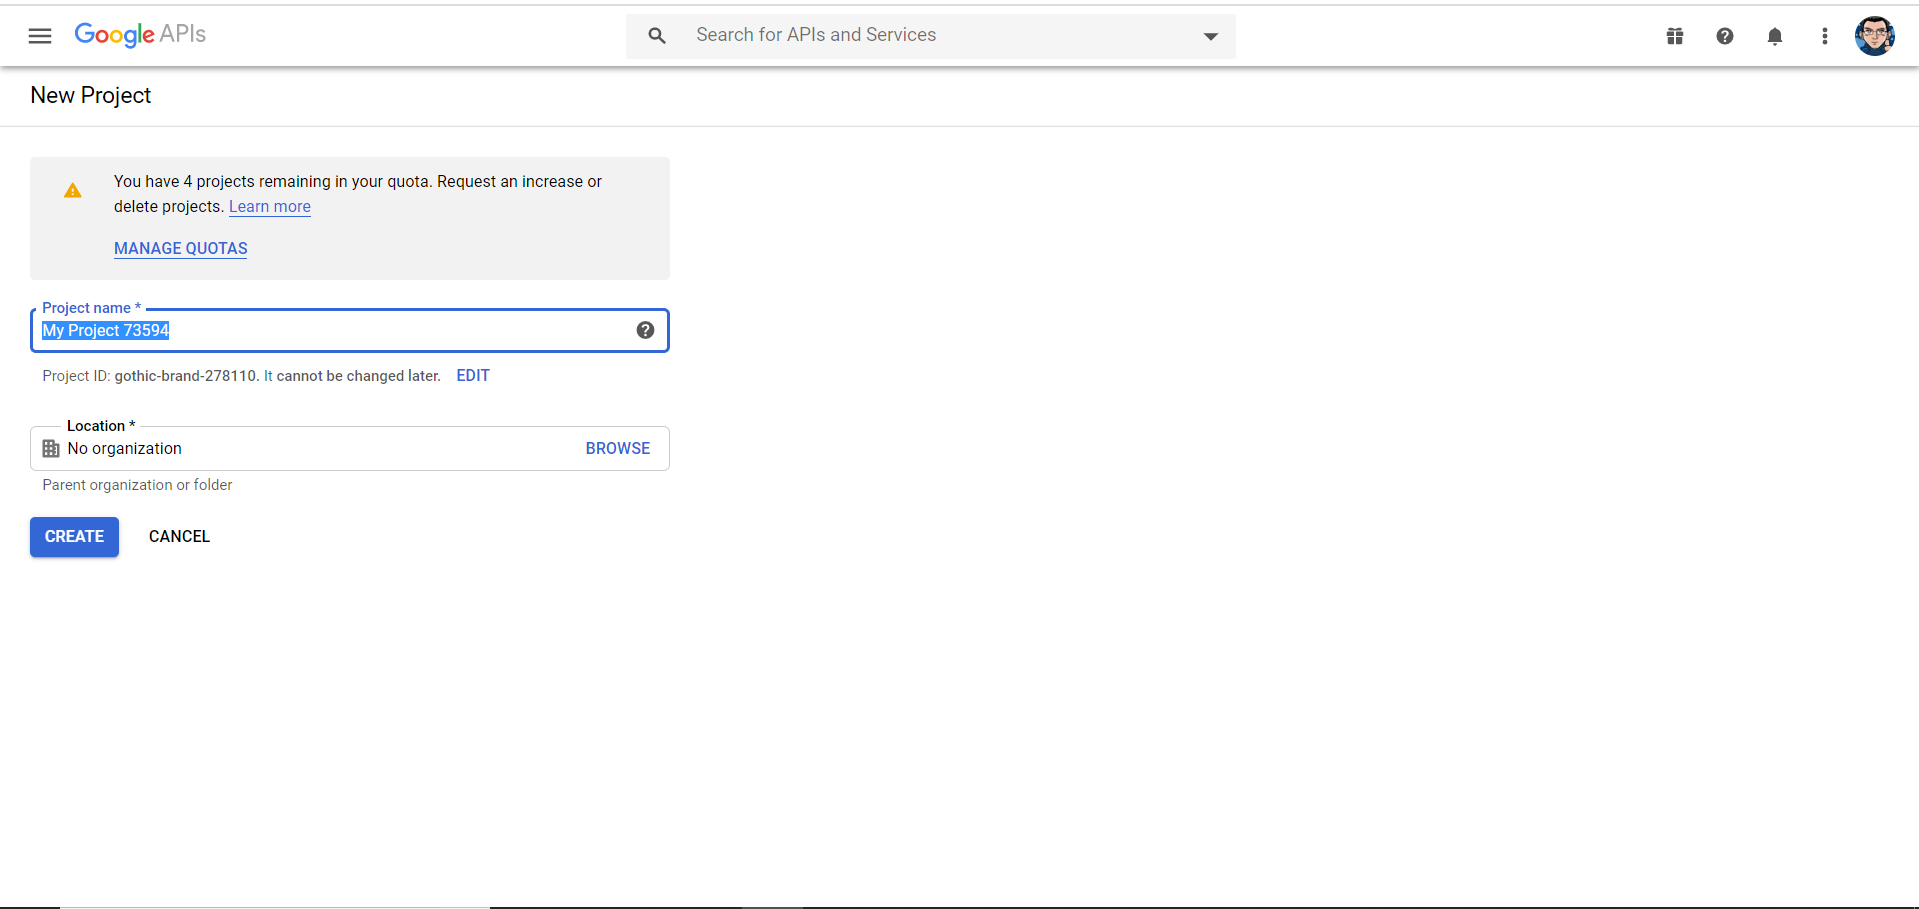 Google APIs
Search for APIs and Services
New Project
You have 4 projects remaining in your quota. Request an increase or
delete projects. Learn more
MANAGE QUOTAS
Project name *
My Project 73594
Project ID: gothic-brand-278110. It cannot be changed later. EDIT
Location *
No organization BROWSE
Parent organization or folder
CREATE CANCEL